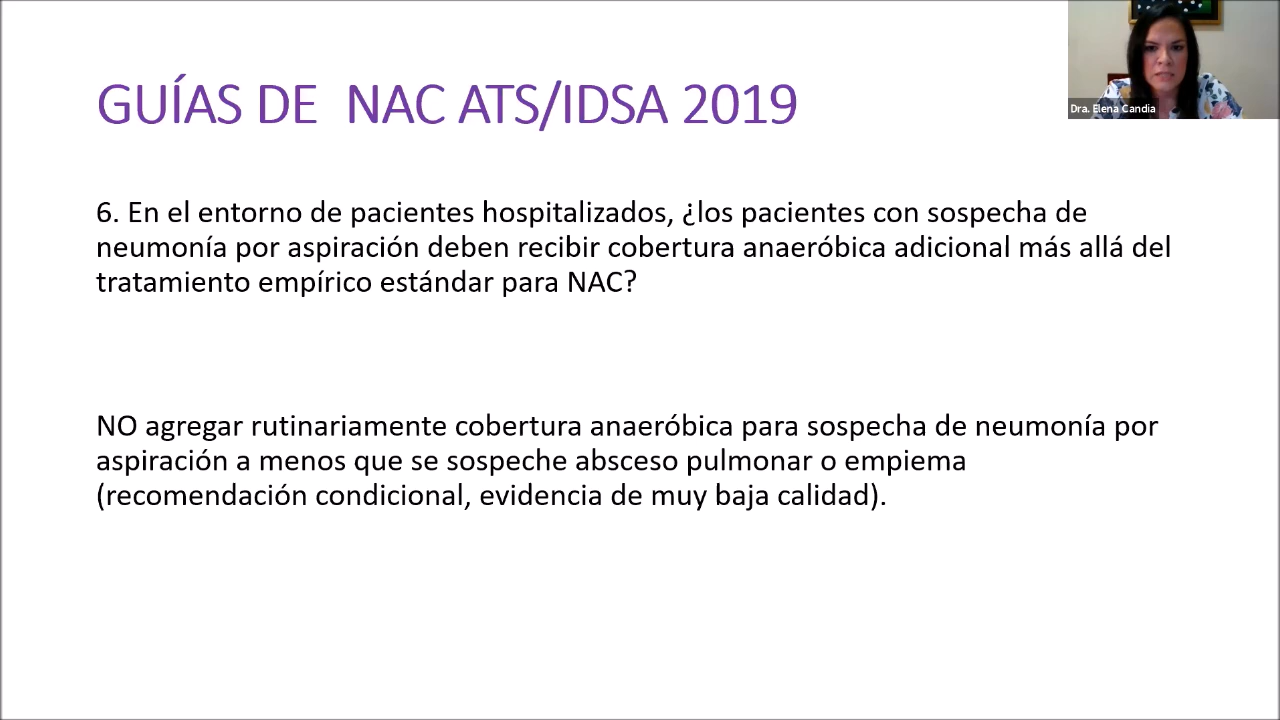 GUÍAS DE  NAC ATS/IDSA 2019
Dra. Elena Candia
6. En el entorno de pacientes hospitalizados, ¿los pacientes con sospecha de
neumonía por aspiración deben recibir cobertura anaeróbica adicional más allá del
tratamiento empírico estándar para NAC?
NO agregar rutinariamente cobertura anaeróbica para sospecha de neumonía por
aspiración a menos que se sospeche absceso pulmonar o empiema
(recomendación condicional, evidencia de muy baja calidad).